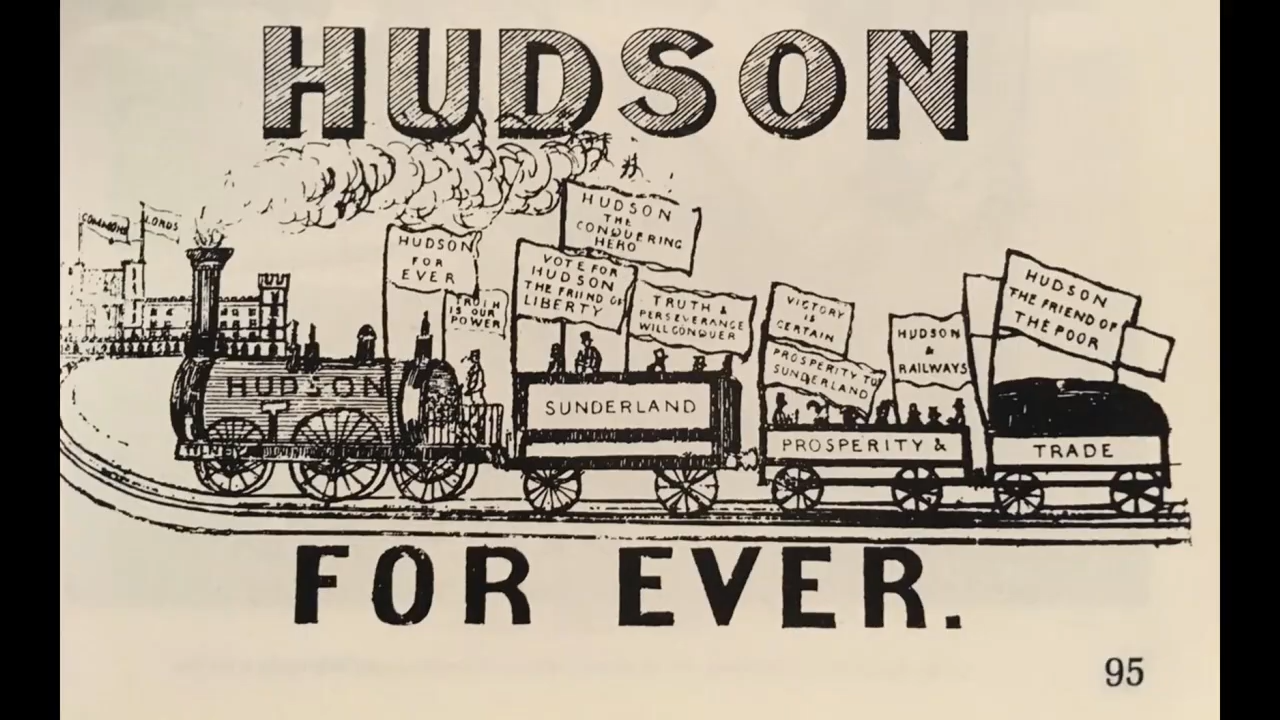 HUDSON
COMMONS
LORDS
HUDSON
THE
CONQUERING
HERO
HUDSON
FOR
EVER
VOTE FOR
HUDSON
THE FRIEND OF
LIBERTY
TRUTH
IS OUR
POWER
TRUTH &
PERSEVERANCE
WILL CONQUER
VICTORY
IS
CERTAIN
PROSPERITY TO
SUNDERLAND
HUDSON
&
RAILWAYS
HUDSON
THE FRIEND OF
THE POOR
HUDSON
SUNDERLAND
PROSPERITY &
TRADE
FOR EVER.
95